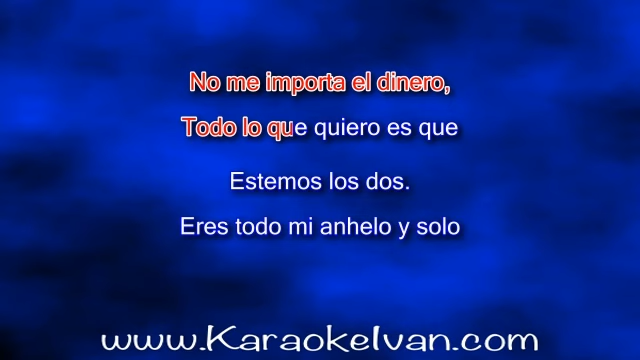 No me importa el dinero,
Todo lo que quiero es que
Estemos los dos.
Eres todo mi anhelo y solo
www.KaraokeIvan.com